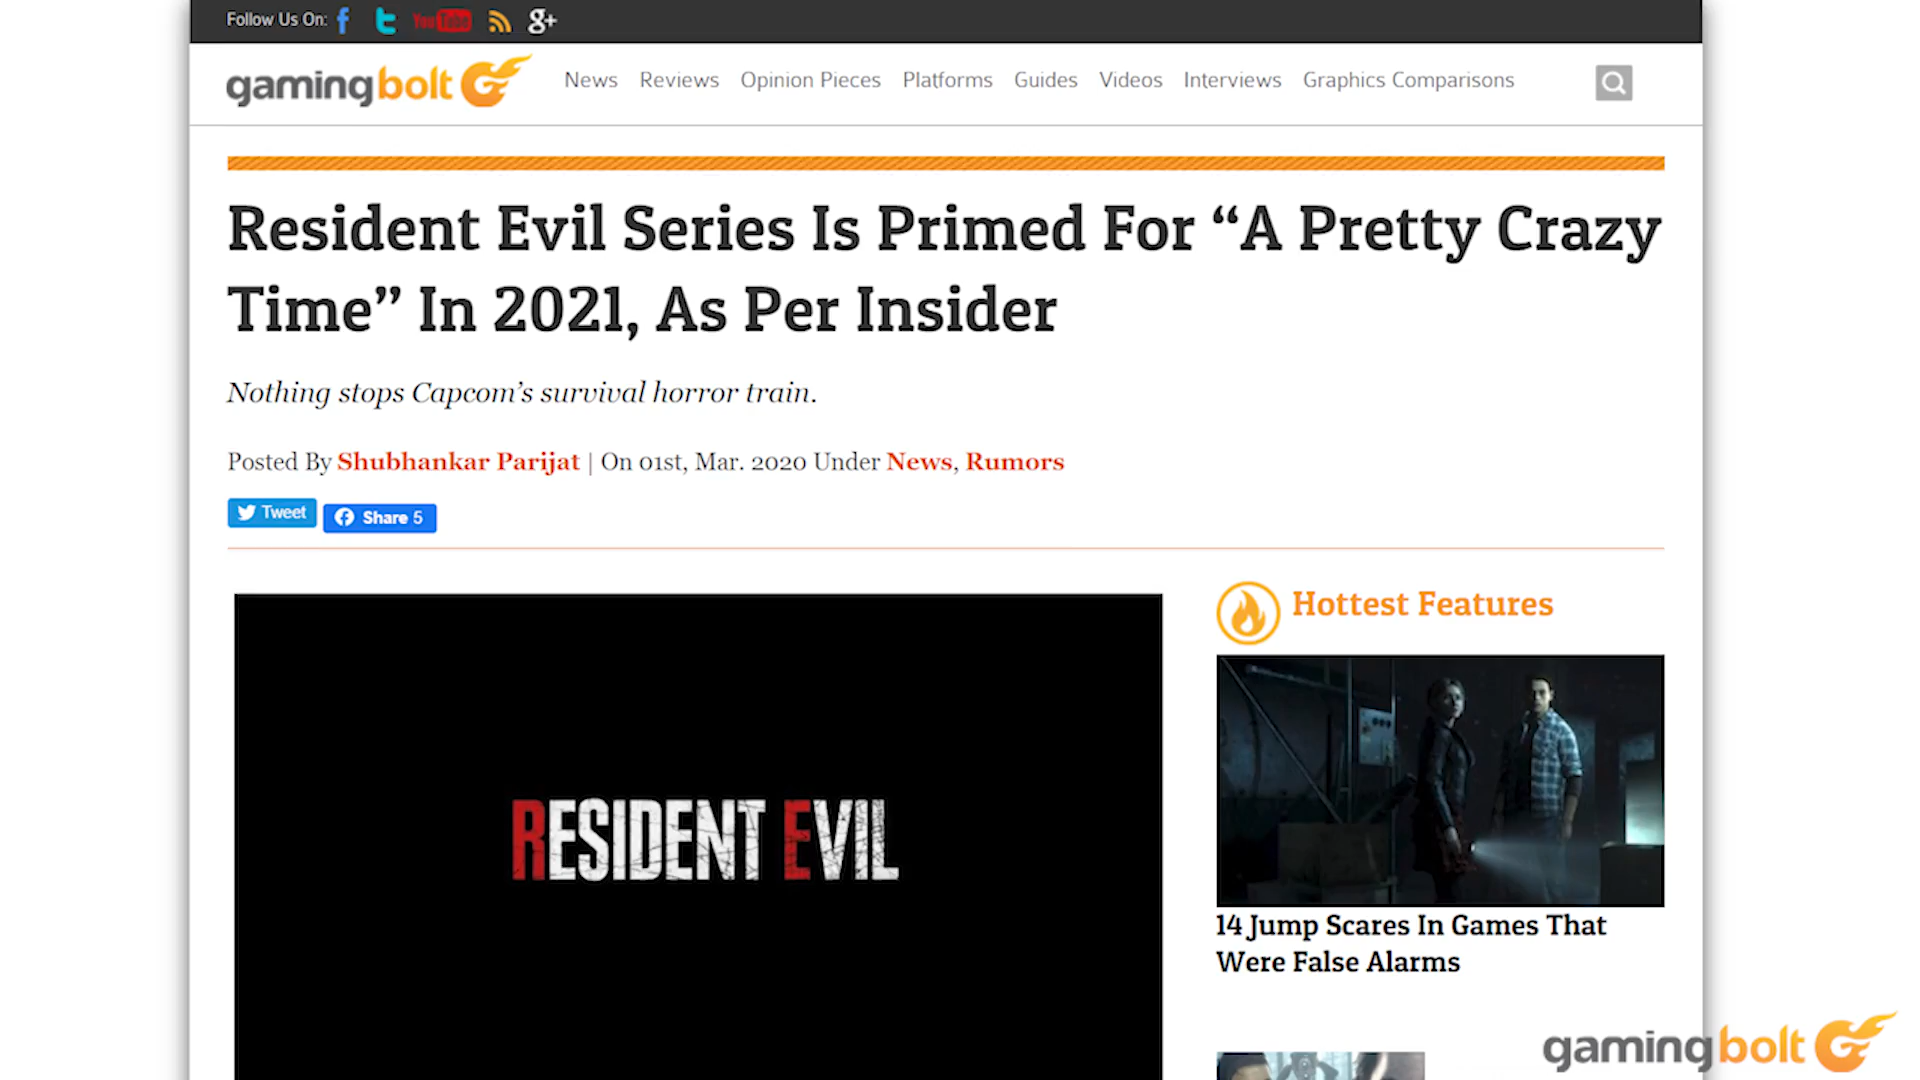 Follow Us On:
YouTube
gamingbolt
News Reviews Opinion Pieces Platforms Guides Videos Interviews Graphics Comparisons
Resident Evil Series Is Primed For “A Pretty Crazy
Time” In 2021, As Per Insider
Nothing stops Capcom’s survival horror train.
Posted By Shubhankar Parijat | On 01st, Mar. 2020 Under News, Rumors
Tweet
Share 5
RESIDENT EVIL
Hottest Features
14 Jump Scares In Games That
Were False Alarms
gamingbolt